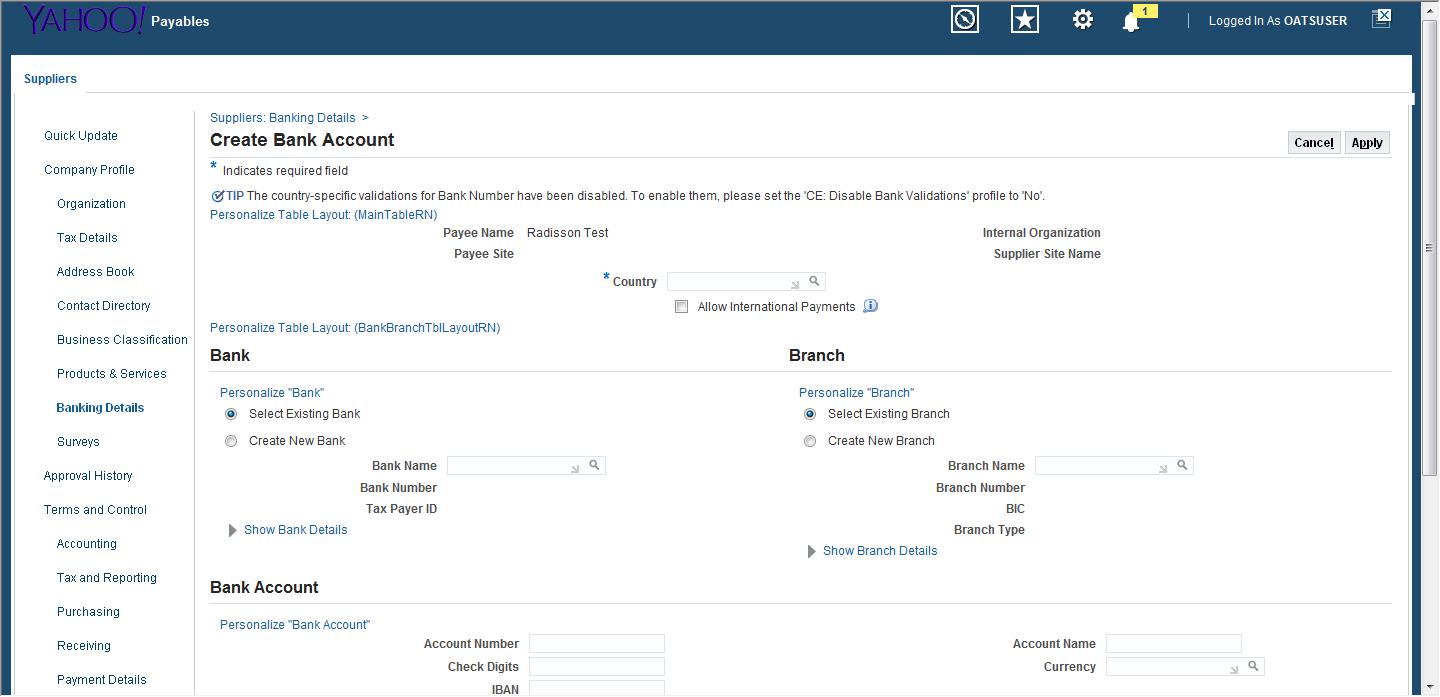 YAHOO! Payables
1
Logged In As OATSUSER
Suppliers
Quick Update
Company Profile
Organization
Tax Details
Address Book
Contact Directory
Business Classification
Products & Services
Banking Details
Surveys
Approval History
Terms and Control
Accounting
Tax and Reporting
Purchasing
Receiving
Payment Details
Suppliers: Banking Details >
Create Bank Account
Cancel Apply
* Indicates required field
TIP The country-specific validations for Bank Number have been disabled. To enable them, please set the 'CE: Disable Bank Validations' profile to 'No'.
Personalize Table Layout: (MainTableRN)
Payee Name Radisson Test
Payee Site
Internal Organization
Supplier Site Name
* Country
Allow International Payments
Personalize Table Layout: (BankBranchTblLayoutRN)
Bank
Personalize "Bank"
Select Existing Bank
Create New Bank
Bank Name
Bank Number
Tax Payer ID
Show Bank Details
Branch
Personalize "Branch"
Select Existing Branch
Create New Branch
Branch Name
Branch Number
BIC
Branch Type
Show Branch Details
Bank Account
Personalize "Bank Account"
Account Number
Check Digits
IBAN
Account Name
Currency